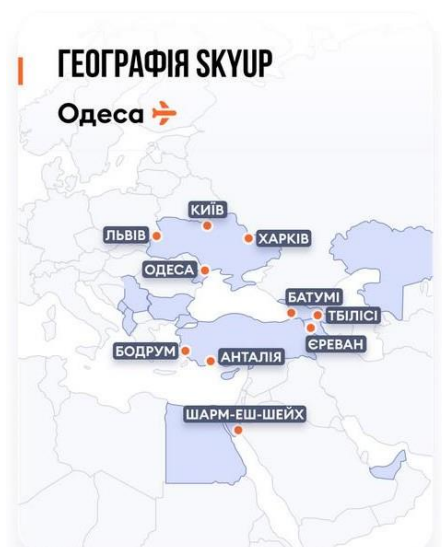 ГЕОГРАФІЯ SKYUP
Одеса
КИЇВ
ЛЬВІВ
ХАРКІВ
ОДЕСА
БАТУМІ
ТБІЛІСІ
ЄРЕВАН
БОДРУМ
АНТАЛІЯ
ШАРМ-ЕШ-ШЕЙХ